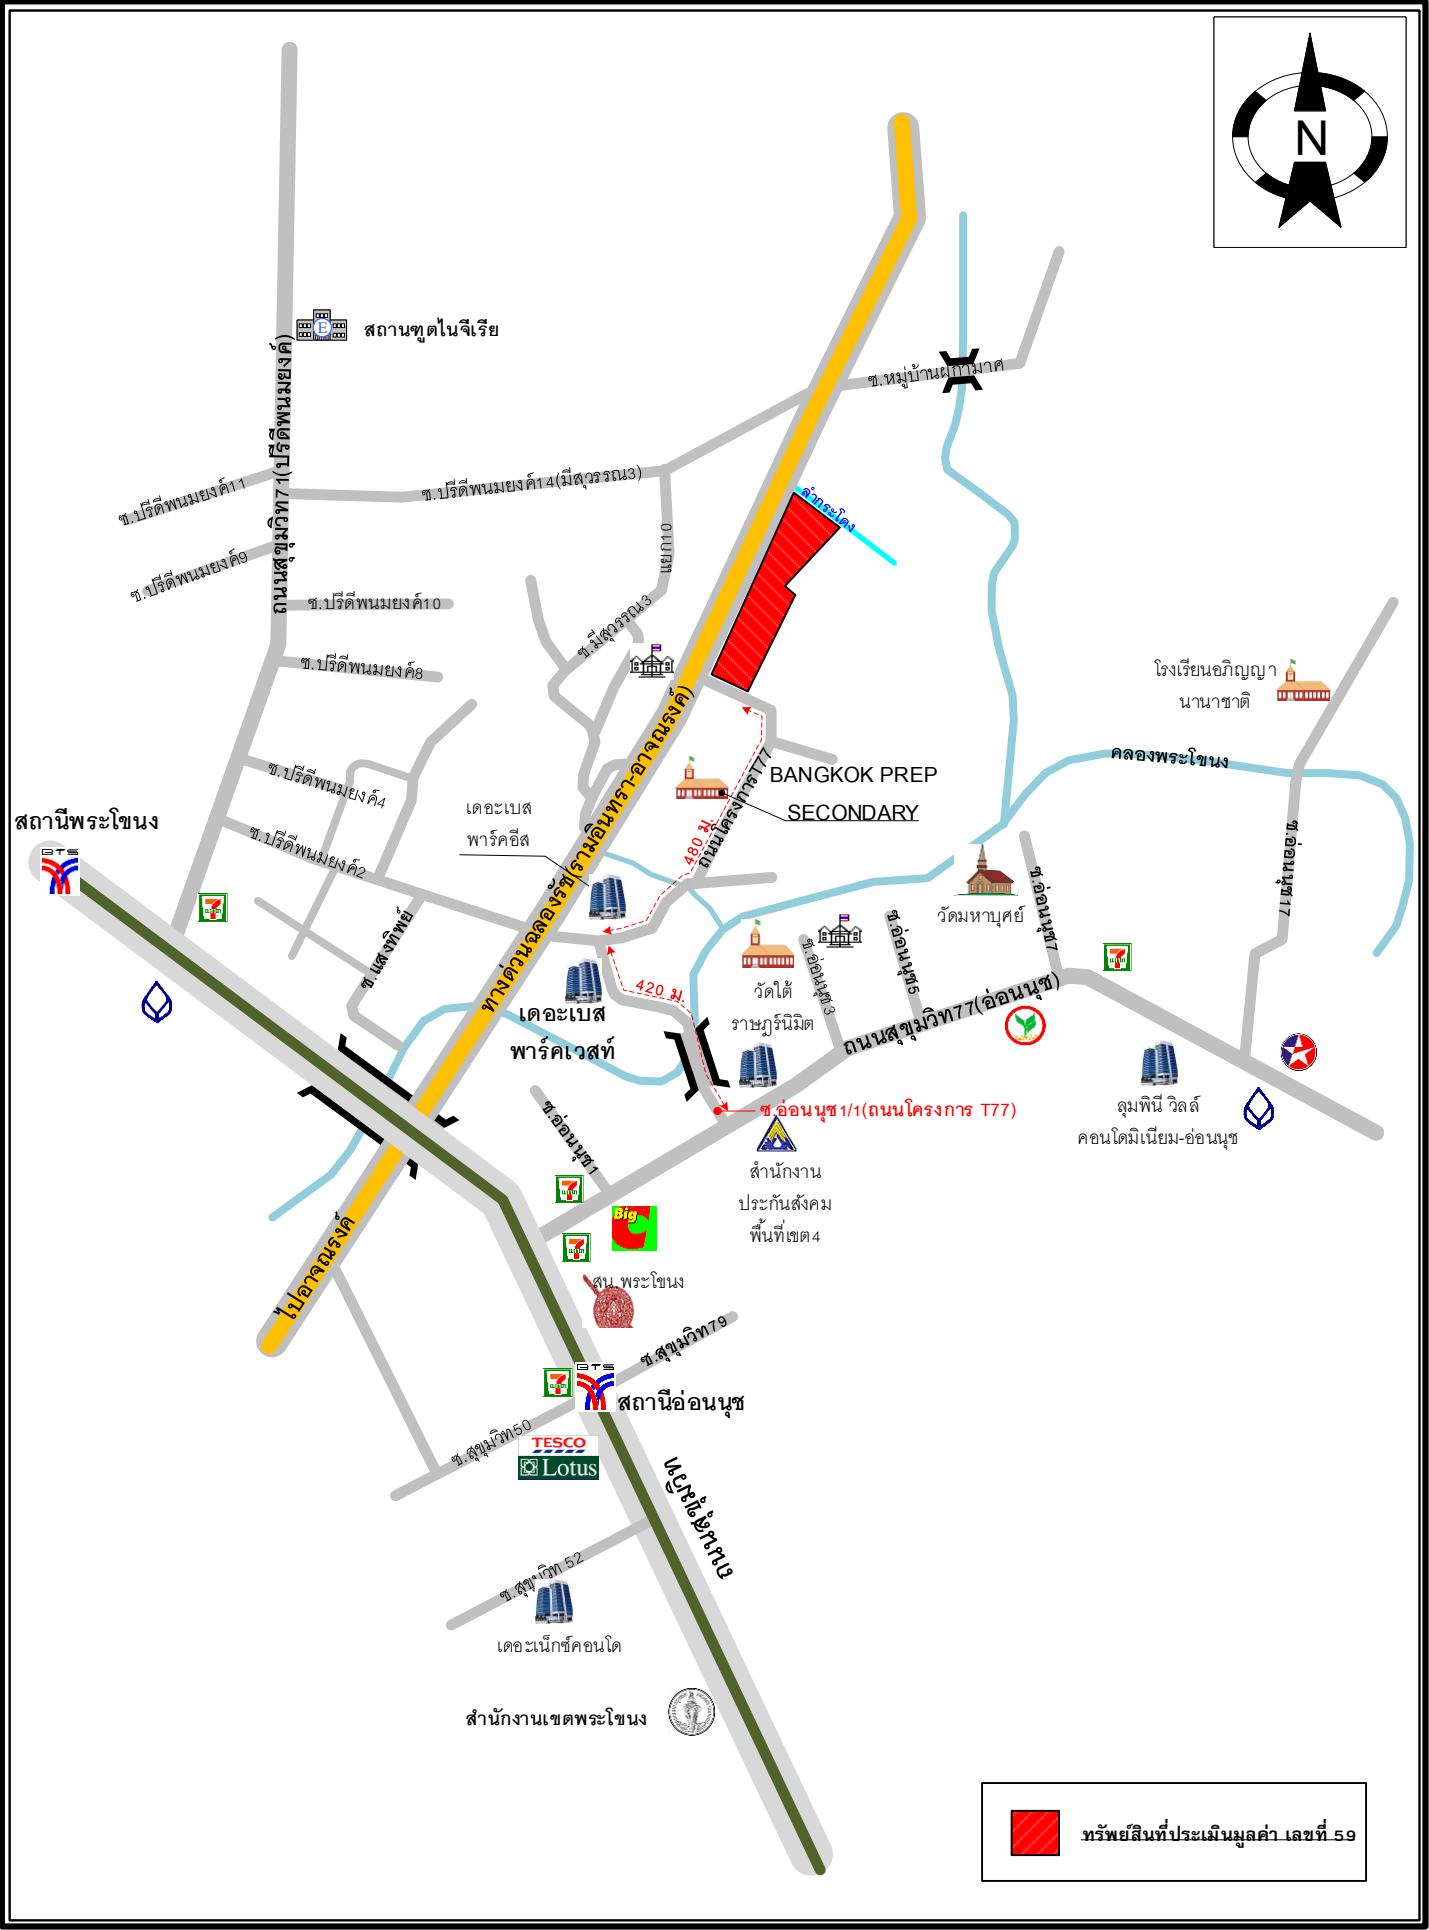 N
สถานฑูตไนจีเรีย
ถนนสุขุมวิท71(ปรีดีพนมยงค์)
ซ.หมู่บ้านผกามาศ
ซ.ปรีดีพนมยงค์11
ซ.ปรีดีพนมยงค์14(มีสุวรรณ3)
ลำกระโดง
ซ.ปรีดีพนมยงค์9
แยก10
ซ.ปรีดีพนมยงค์10
ซ.มีสุวรรณ3
ซ.ปรีดีพนมยงค์8
โรงเรียนอภิญญา
นานาชาติ
ทางด่วนฉลองรัช(รามอินทรา-อาจณรงค์)
คลองพระโขนง
ซ.ปรีดีพนมยงค์4
BANGKOK PREP
SECONDARY
ถนนโครงการT77
480 ม.
เดอะเบส
พาร์คอีส
สถานีพระโขนง
BTS
ซ.ปรีดีพนมยงค์2
7
ซ.แสงทิพย์
วัดมหาบุศย์
ซ.อ่อนนุช7
ซ.อ่อนนุช17
ซ.อ่อนนุช5
ซ.อ่อนนุช3
7
วัดใต้
ราษฎร์นิมิต
420 ม.
เดอะเบส
พาร์คเวสท์
ถนนสุขุมวิท77(อ่อนนุช)
ลุมพินี วิลล์
คอนโดมิเนียม-อ่อนนุช
ซ.อ่อนนุช1/1(ถนนโครงการ T77)
ซ.อ่อนนุช1
สำนักงาน
ประกันสังคม
พื้นที่เขต4
7
Big C
7
ไปอาจณรงค์
สน.พระโขนง
ซ.สุขุมวิท79
BTS
7
สถานีอ่อนนุช
ซ.สุขุมวิท50
TESCO
Lotus
ถนนสุขุมวิท
ซ.สุขุมวิท 52
เดอะเน็กซ์คอนโด
สำนักงานเขตพระโขนง
ทรัพย์สินที่ประเมินมูลค่า เลขที่ 59